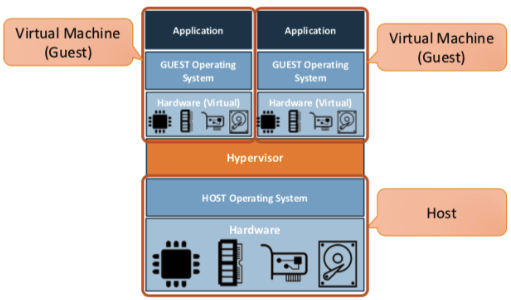 Virtual Machine
(Guest)
Application
Application
Virtual Machine
(Guest)
GUEST Operating
System
GUEST Operating
System
Hardware (Virtual)
Hardware (Virtual)
Hypervisor
HOST Operating System
Host
Hardware